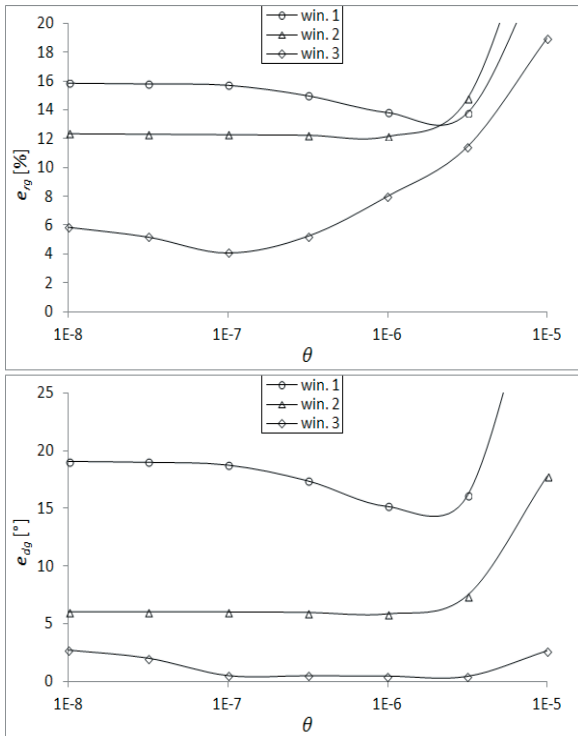 win. 1
win. 2
win. 3
20
18
16
14
12
10
8
6
4
2
0
e_rg [%]
1E-8 1E-7 1E-6 1E-5
θ
win. 1
win. 2
win. 3
25
20
15
10
5
0
e_dg [°]
1E-8 1E-7 1E-6 1E-5
θ